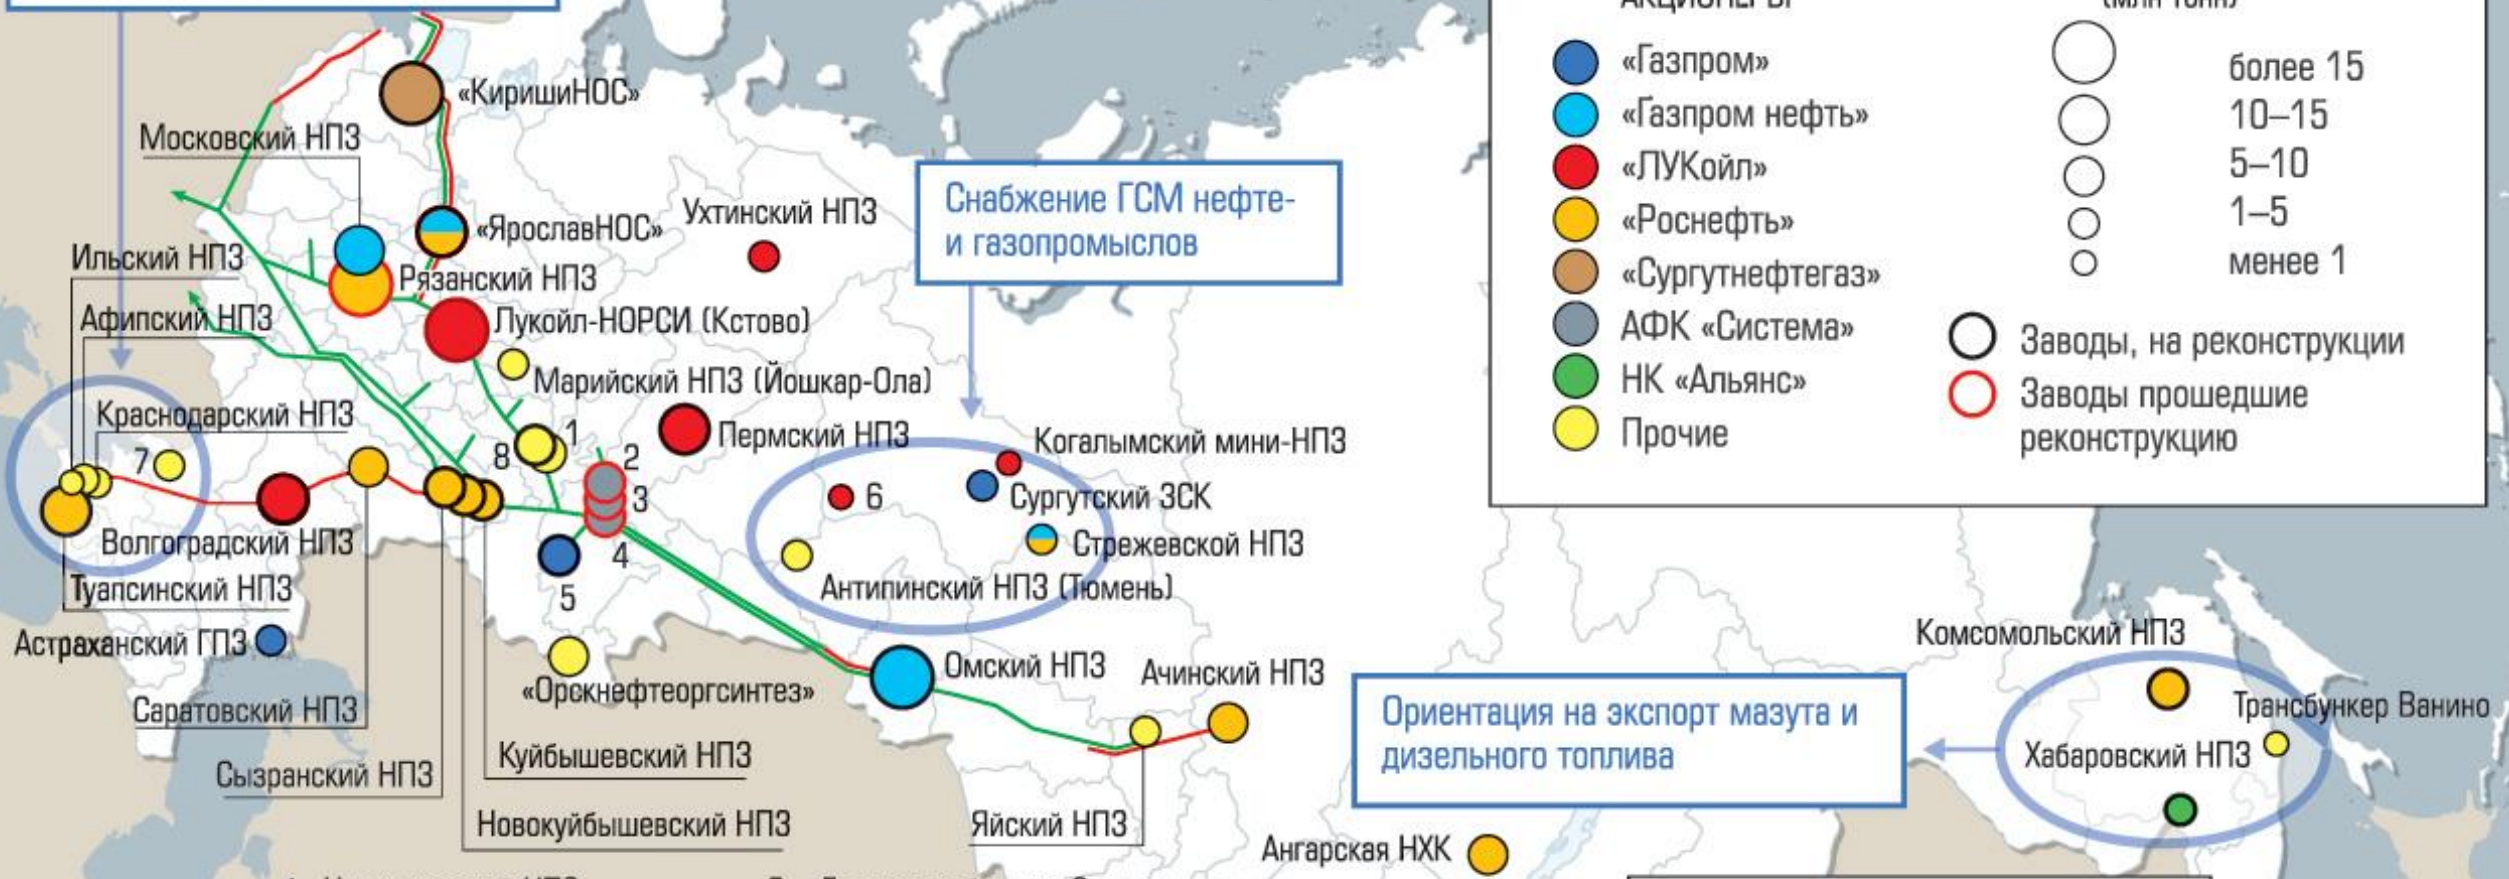 «КиришиНОС»
Московский НПЗ
«ЯрославНОС»
Ухтинский НПЗ
Снабжение ГСМ нефте-
и газопромыслов
Ильский НПЗ
Рязанский НПЗ
Афипский НПЗ
Лукойл-НОРСИ (Кстово)
Марийский НПЗ (Йошкар-Ола)
Краснодарский НПЗ
Пермский НПЗ
Когалымский мини-НПЗ
7
8
1
2
3
4
5
6
Сургутский ЗСК
Стрежевской НПЗ
Антипинский НПЗ (Тюмень)
Волгоградский НПЗ
Туапсинский НПЗ
Астраханский ГПЗ
«Орскнефтеоргсинтез»
Саратовский НПЗ
Омский НПЗ
Ачинский НПЗ
Куйбышевский НПЗ
Сызранский НПЗ
Новокуйбышевский НПЗ
Яйский НПЗ
Ангарская НХК
Ориентация на экспорт мазута и
дизельного топлива
Комсомольский НПЗ
Трансбункер Ванино
Хабаровский НПЗ
АКЦИОНЕРЫ
(млн тонн)
«Газпром»
«Газпром нефть»
«ЛУКойл»
«Роснефть»
«Сургутнефтегаз»
АФК «Система»
НК «Альянс»
Прочие
более 15
10–15
5–10
1–5
менее 1
Заводы, на реконструкции
Заводы прошедшие
реконструкцию